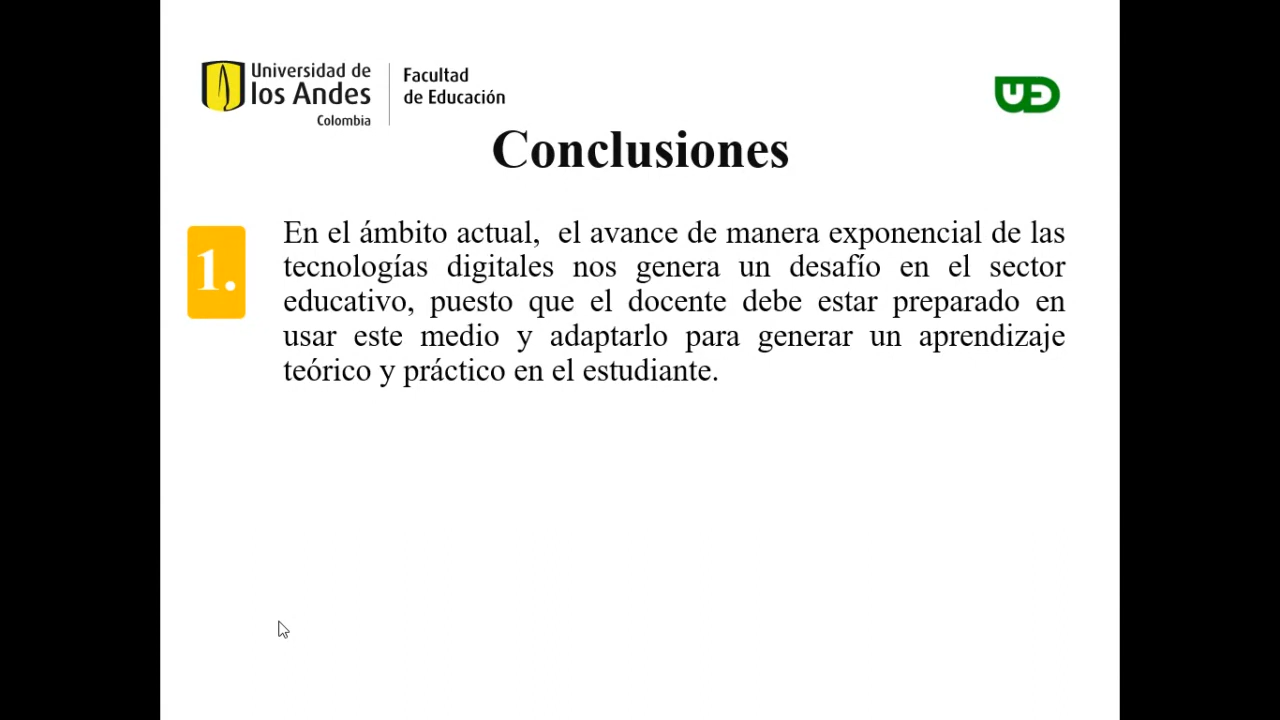 Universidad de
los Andes
Colombia
Facultad
de Educación
UD
Conclusiones
1.
En el ámbito actual,  el avance de manera exponencial de las
tecnologías digitales nos genera un desafío en el sector
educativo, puesto que el docente debe estar preparado en
usar este medio y adaptarlo para generar un aprendizaje
teórico y práctico en el estudiante.